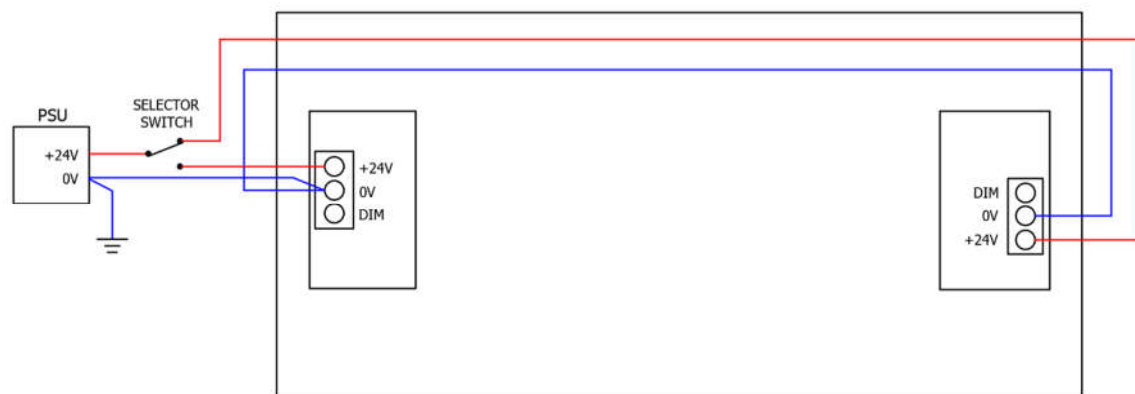 PSU
+24V
0V
SELECTOR
SWITCH
+24V
0V
DIM
DIM
0V
+24V